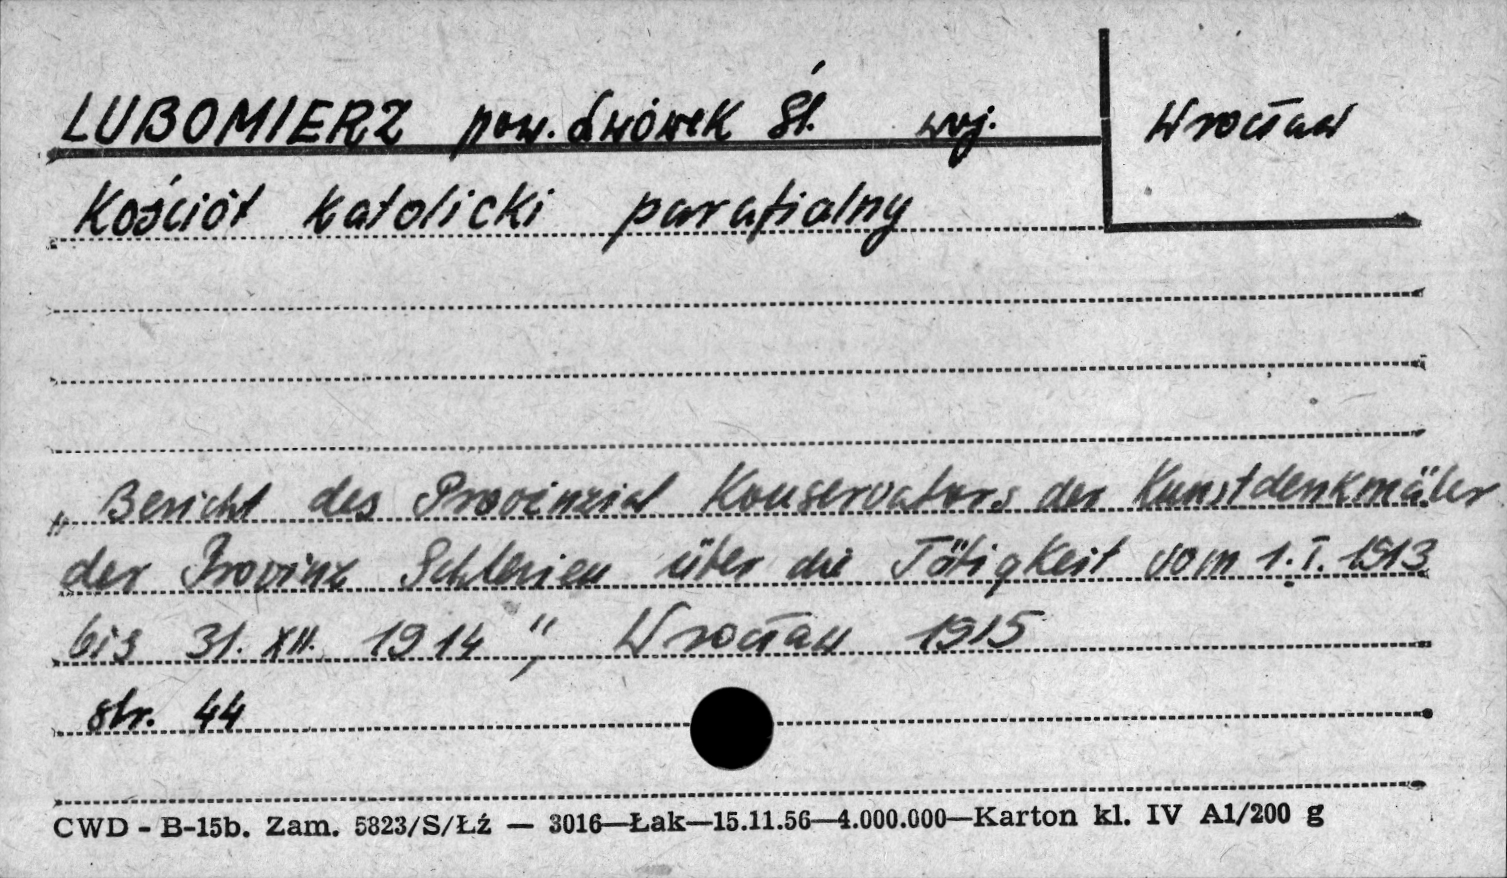 LUBOMIERZ pow. Lwówek Śl. woj. Wrocław
Kościół katolicki parafialny
„Bericht des Provinzial Konservators der Kunstdenkmäler
der Provinz Schlesien über die Tätigkeit vom 1.I.1913
bis 31.XII.1914", Wrocław 1915
str. 44
CWD - B-15b. Zam. 5823/S/Łź — 3016—Łak—15.11.56—4.000.000—Karton kl. IV A1/200 g